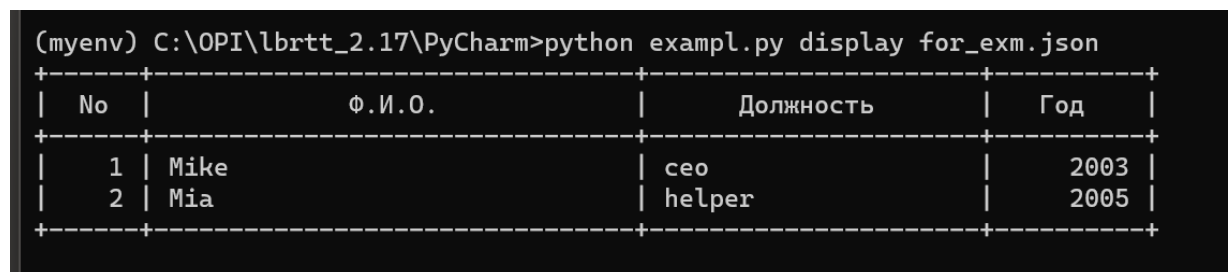 (myenv) C:\OPI\lbrtt_2.17\PyCharm>python exampl.py display for_exm.json
+------+--------------------------------+----------------------+----------+
|  No  |             Ф.И.О.             |      Должность       |   Год    |
+------+--------------------------------+----------------------+----------+
|    1 | Mike                           | ceo                  |     2003 |
|    2 | Mia                            | helper               |     2005 |
+------+--------------------------------+----------------------+----------+